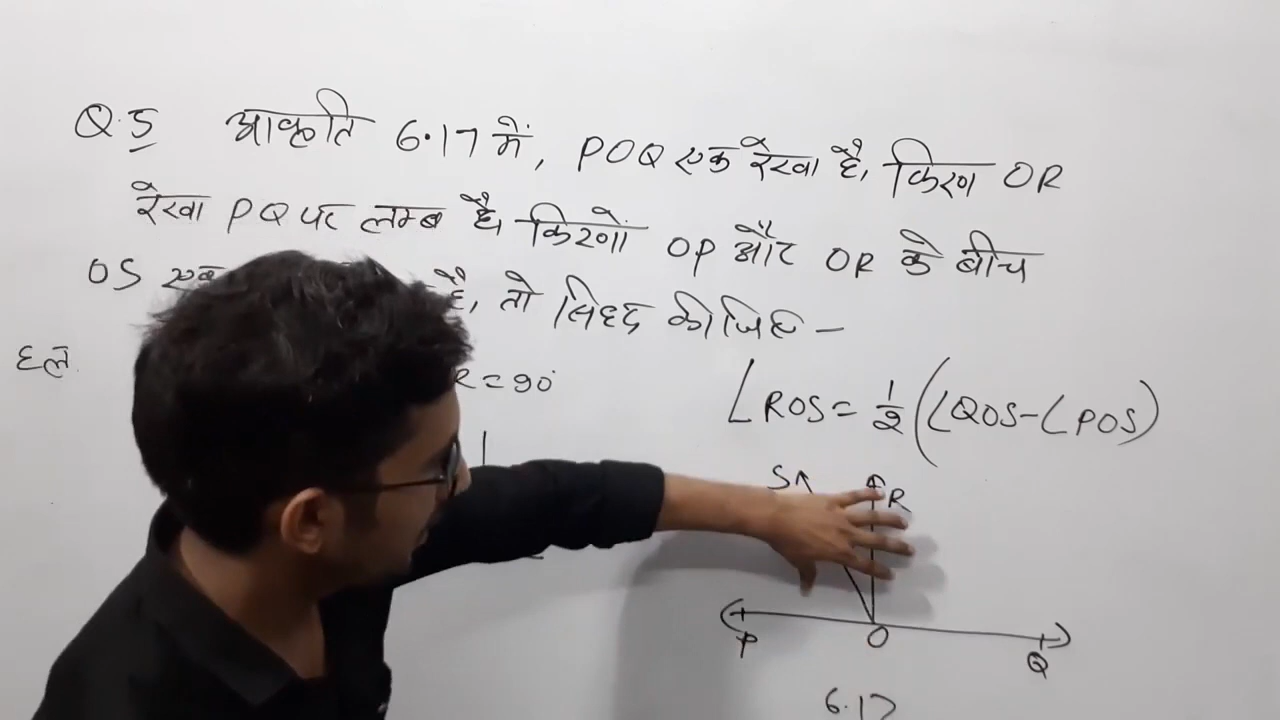 Q.5 आकृति 6.17 में, POQ एक रेखा है, किरण OR
रेखा PQ पर लम्ब है, किरणों OP और OR के बीच
OS एक है, तो सिध्द कीजिए –
हल.
R = 90°
∠ROS = 1/2 (∠QOS - ∠POS)
S R
P O Q
6.17